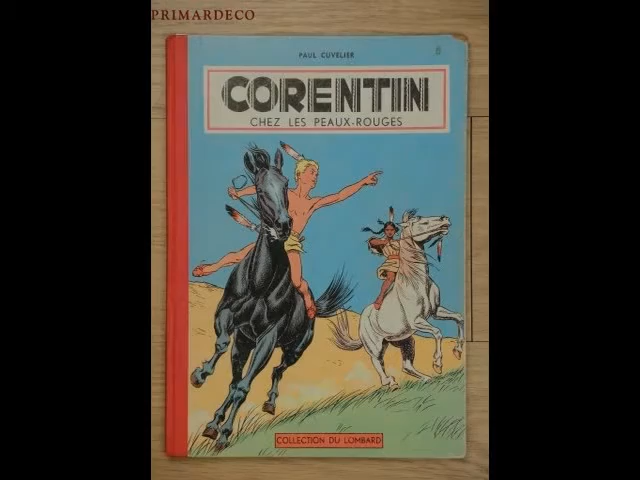 PRIMARDECO
PAUL CUVELIER
CORENTIN
CHEZ LES PEAUX-ROUGES
COLLECTION DU LOMBARD